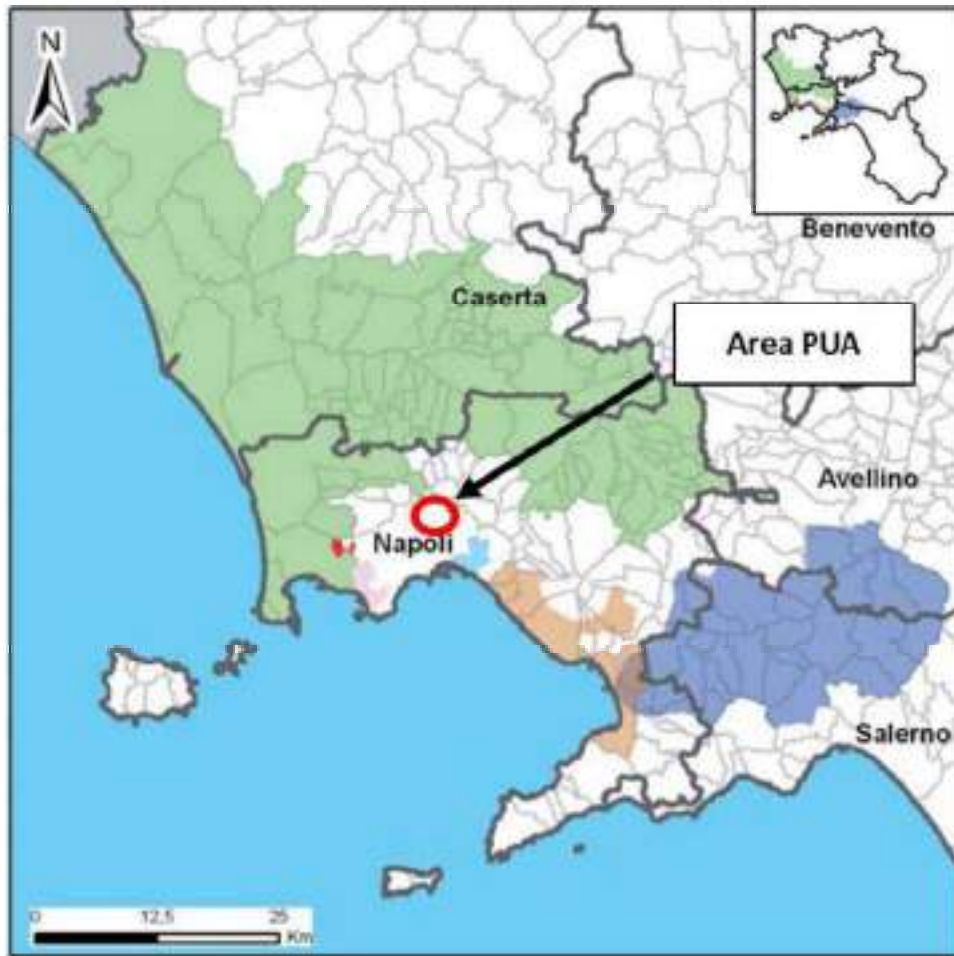 N
Benevento
Caserta
Area PUA
Avellino
Napoli
Salerno
0 12,5 25
Km